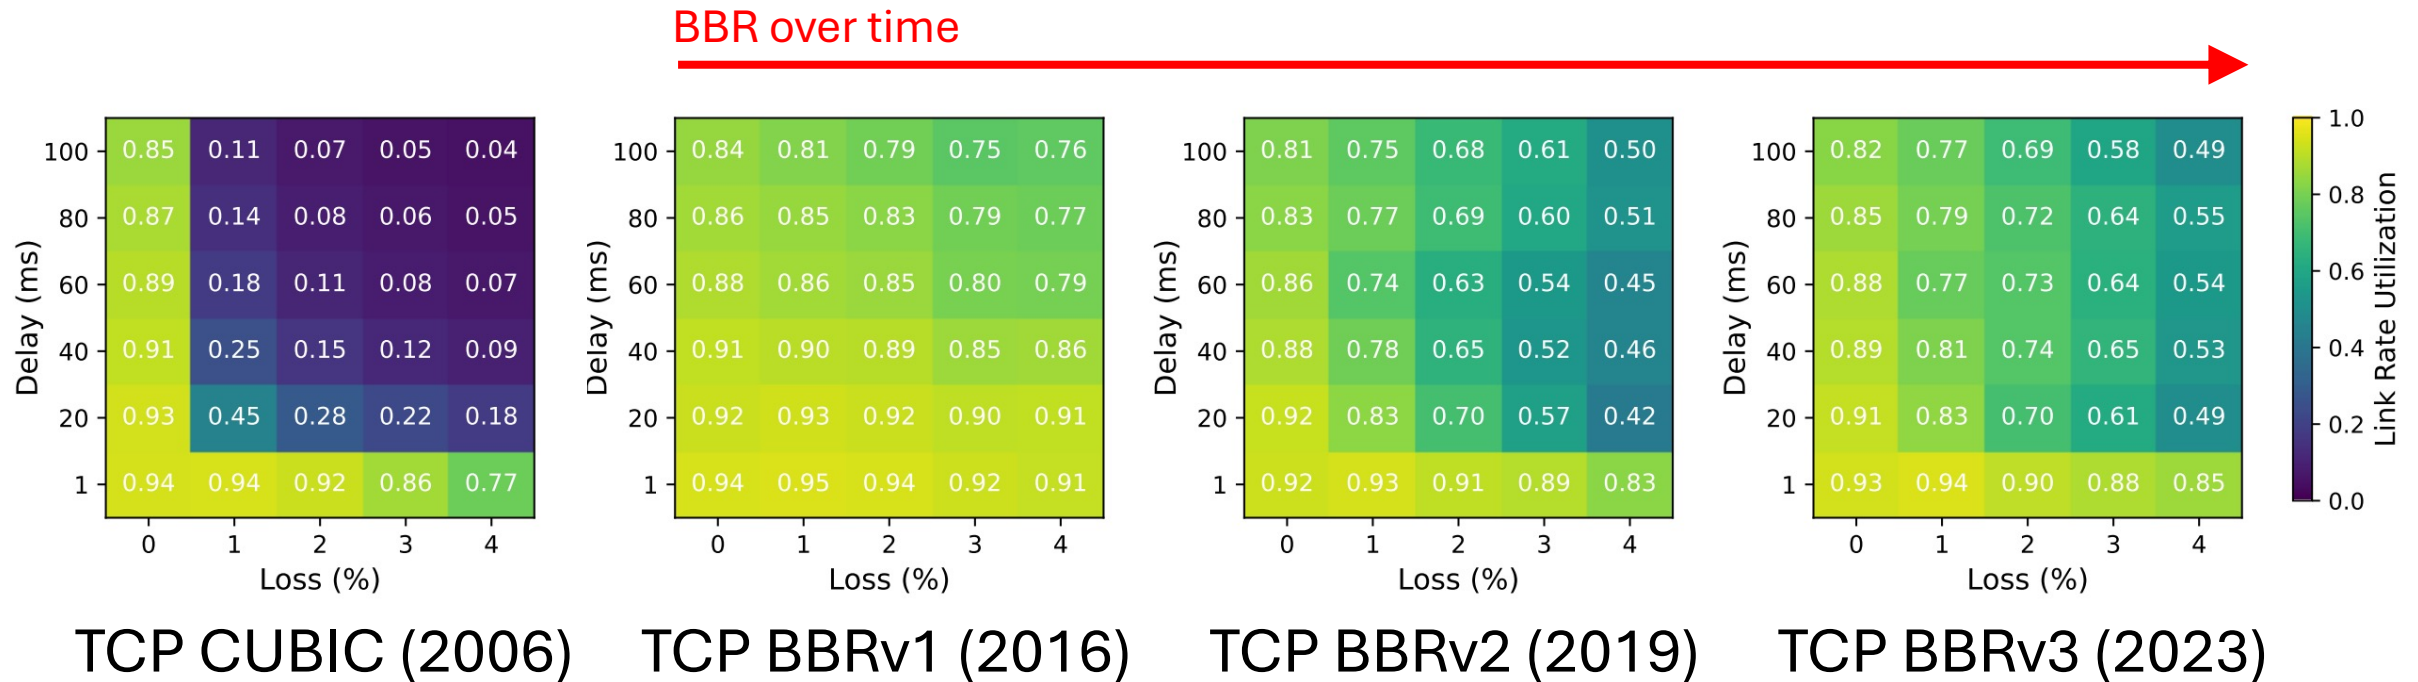 BBR over time
Delay (ms)
100 0.85 0.11 0.07 0.05 0.04
80 0.87 0.14 0.08 0.06 0.05
60 0.89 0.18 0.11 0.08 0.07
40 0.91 0.25 0.15 0.12 0.09
20 0.93 0.45 0.28 0.22 0.18
1 0.94 0.94 0.92 0.86 0.77
0 1 2 3 4
Loss (%)
TCP CUBIC (2006)
Delay (ms)
100 0.84 0.81 0.79 0.75 0.76
80 0.86 0.85 0.83 0.79 0.77
60 0.88 0.86 0.85 0.80 0.79
40 0.91 0.90 0.89 0.85 0.86
20 0.92 0.93 0.92 0.90 0.91
1 0.94 0.95 0.94 0.92 0.91
0 1 2 3 4
Loss (%)
TCP BBRv1 (2016)
Delay (ms)
100 0.81 0.75 0.68 0.61 0.50
80 0.83 0.77 0.69 0.60 0.51
60 0.86 0.74 0.63 0.54 0.45
40 0.88 0.78 0.65 0.52 0.46
20 0.92 0.83 0.70 0.57 0.42
1 0.92 0.93 0.91 0.89 0.83
0 1 2 3 4
Loss (%)
TCP BBRv2 (2019)
Delay (ms)
100 0.82 0.77 0.69 0.58 0.49
80 0.85 0.79 0.72 0.64 0.55
60 0.88 0.77 0.73 0.64 0.54
40 0.89 0.81 0.74 0.65 0.53
20 0.91 0.83 0.70 0.61 0.49
1 0.93 0.94 0.90 0.88 0.85
0 1 2 3 4
Loss (%)
TCP BBRv3 (2023)
1.0
0.8
0.6
0.4
0.2
0.0
Link Rate Utilization